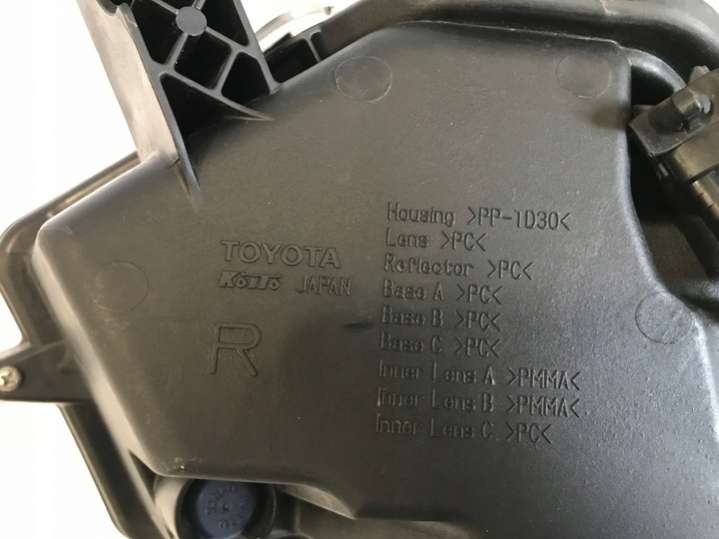 TOYOTA
KOITO JAPAN
R
Housing >PP-TD30<
Lens >PC<
Reflector >PC<
Base A >PC<
Base B >PC<
Base C >PC<
Inner Lens A >PMMA<
Inner Lens B >PMMA<
Inner Lens C >PC<